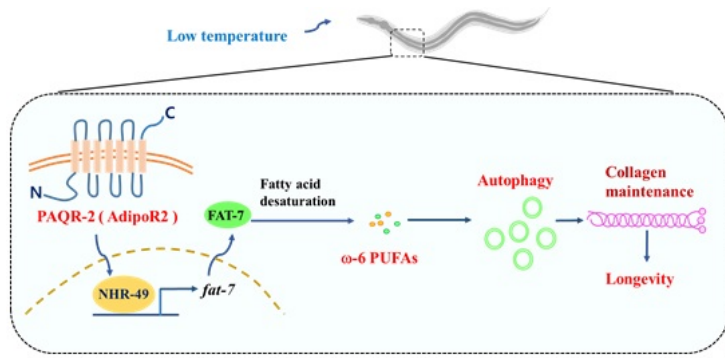 Low temperature
C
N
PAQR-2 ( AdipoR2 )
NHR-49
fat-7
FAT-7
Fatty acid
desaturation
ω-6 PUFAs
Autophagy
Collagen
maintenance
Longevity